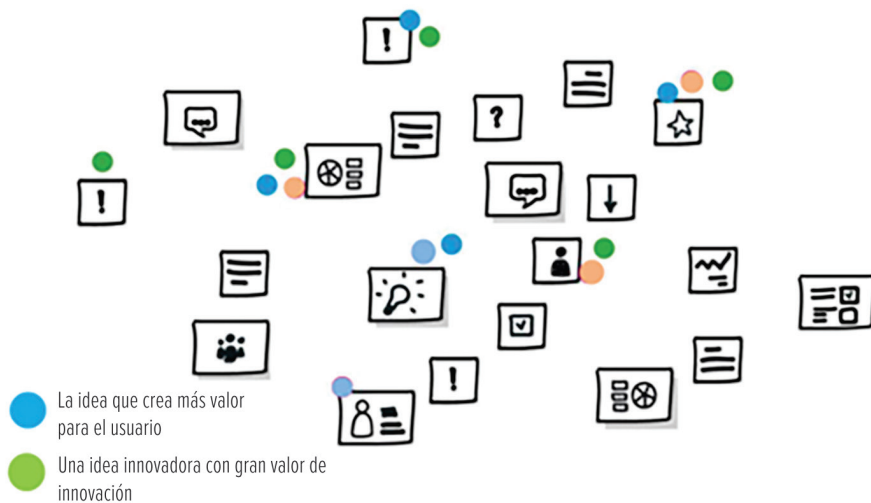 !
?
!
!
La idea que crea más valor
para el usuario
Una idea innovadora con gran valor de
innovación